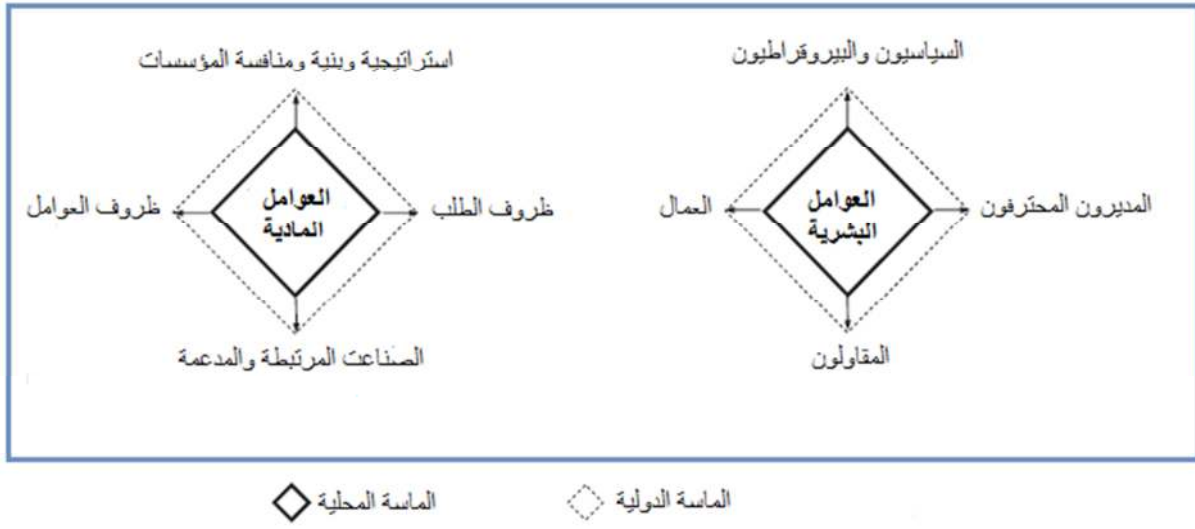 السياسيون والبيروقراطيون
استراتيجية وبنية ومنافسة المؤسسات
المديرون المحترفون
العوامل
البشرية
العمال
ظروف الطلب
العوامل
المادية
ظروف العوامل
المقاولون
الصناعت المرتبطة والمدعمة
الماسة الدولية
الماسة المحلية